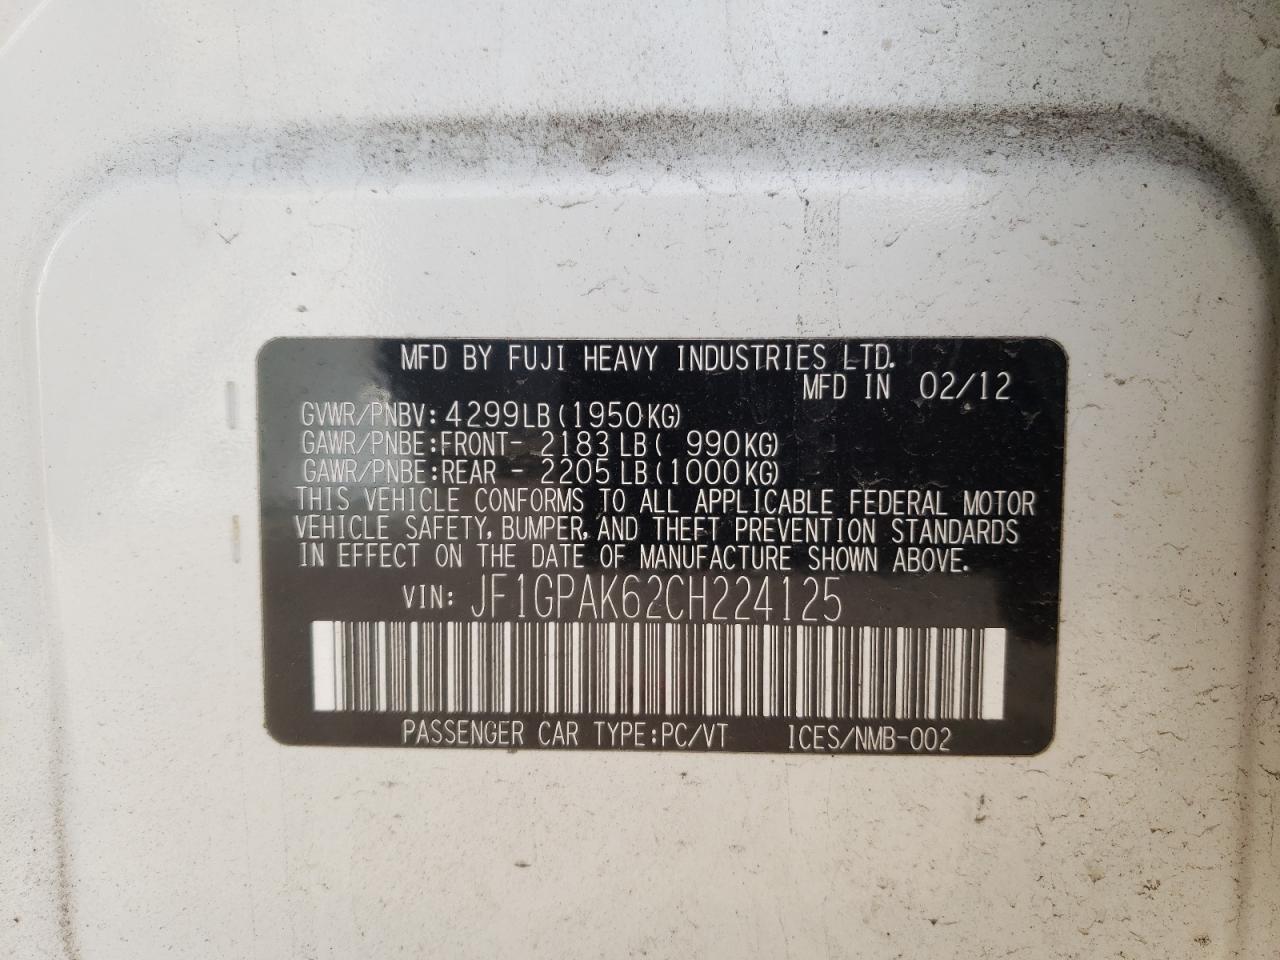 MFD BY FUJI HEAVY INDUSTRIES LTD.
MFD IN 02/12
GVWR/PNBV: 4299LB (1950KG)
GAWR/PNBE:FRONT- 2183 LB( 990KG)
GAWR/PNBE:REAR - 2205 LB(1000KG)
THIS VEHICLE CONFORMS TO ALL APPLICABLE FEDERAL MOTOR
VEHICLE SAFETY, BUMPER, AND THEFT PREVENTION STANDARDS
IN EFFECT ON THE DATE OF MANUFACTURE SHOWN ABOVE.
VIN: JF1GPAK62CH224125
PASSENGER CAR TYPE:PC/VT ICES/NMB-002